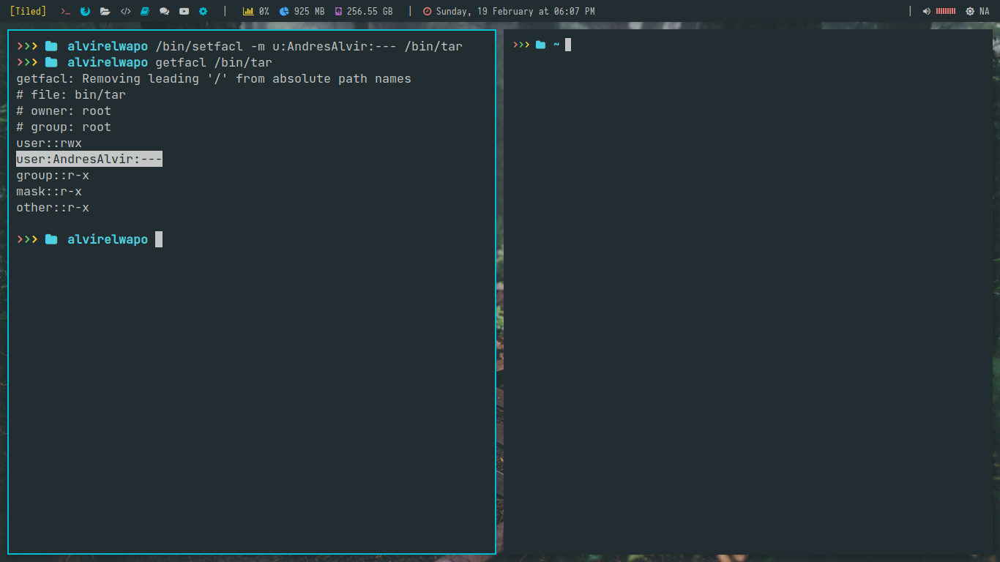 [Tiled] | 0% 925 MB 256.55 GB | Sunday, 19 February at 06:07 PM | NA
>>> alvirelwapo /bin/setfacl -m u:AndresAlvir:--- /bin/tar
>>> alvirelwapo getfacl /bin/tar
getfacl: Removing leading '/' from absolute path names
# file: bin/tar
# owner: root
# group: root
user::rwx
user:AndresAlvir:---
group::r-x
mask::r-x
other::r-x
>>> alvirelwapo
>>> ~